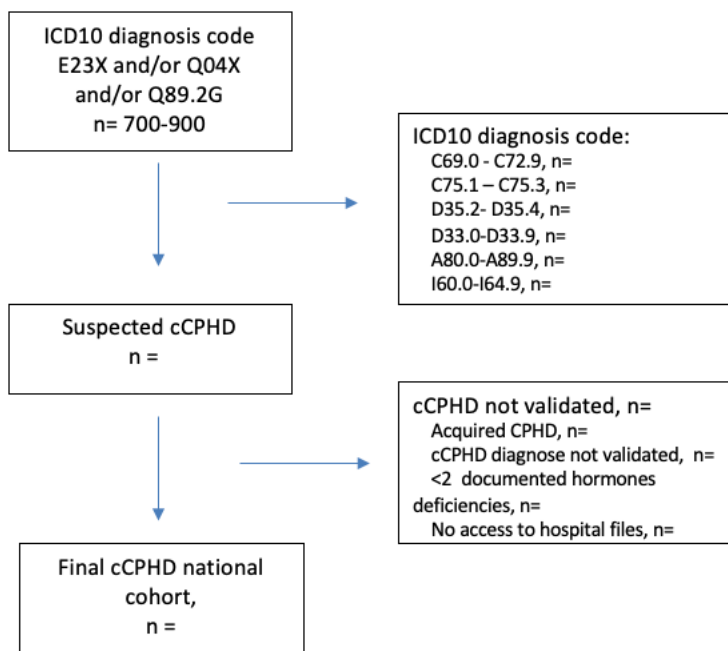 ICD10 diagnosis code
E23X and/or Q04X
and/or Q89.2G
n= 700-900
ICD10 diagnosis code:
C69.0 - C72.9, n=
C75.1 – C75.3, n=
D35.2- D35.4, n=
D33.0-D33.9, n=
A80.0-A89.9, n=
I60.0-I64.9, n=
Suspected cCPHD
n =
cCPHD not validated, n=
Acquired CPHD, n=
cCPHD diagnose not validated, n=
<2 documented hormones
deficiencies, n=
No access to hospital files, n=
Final cCPHD national
cohort,
n =